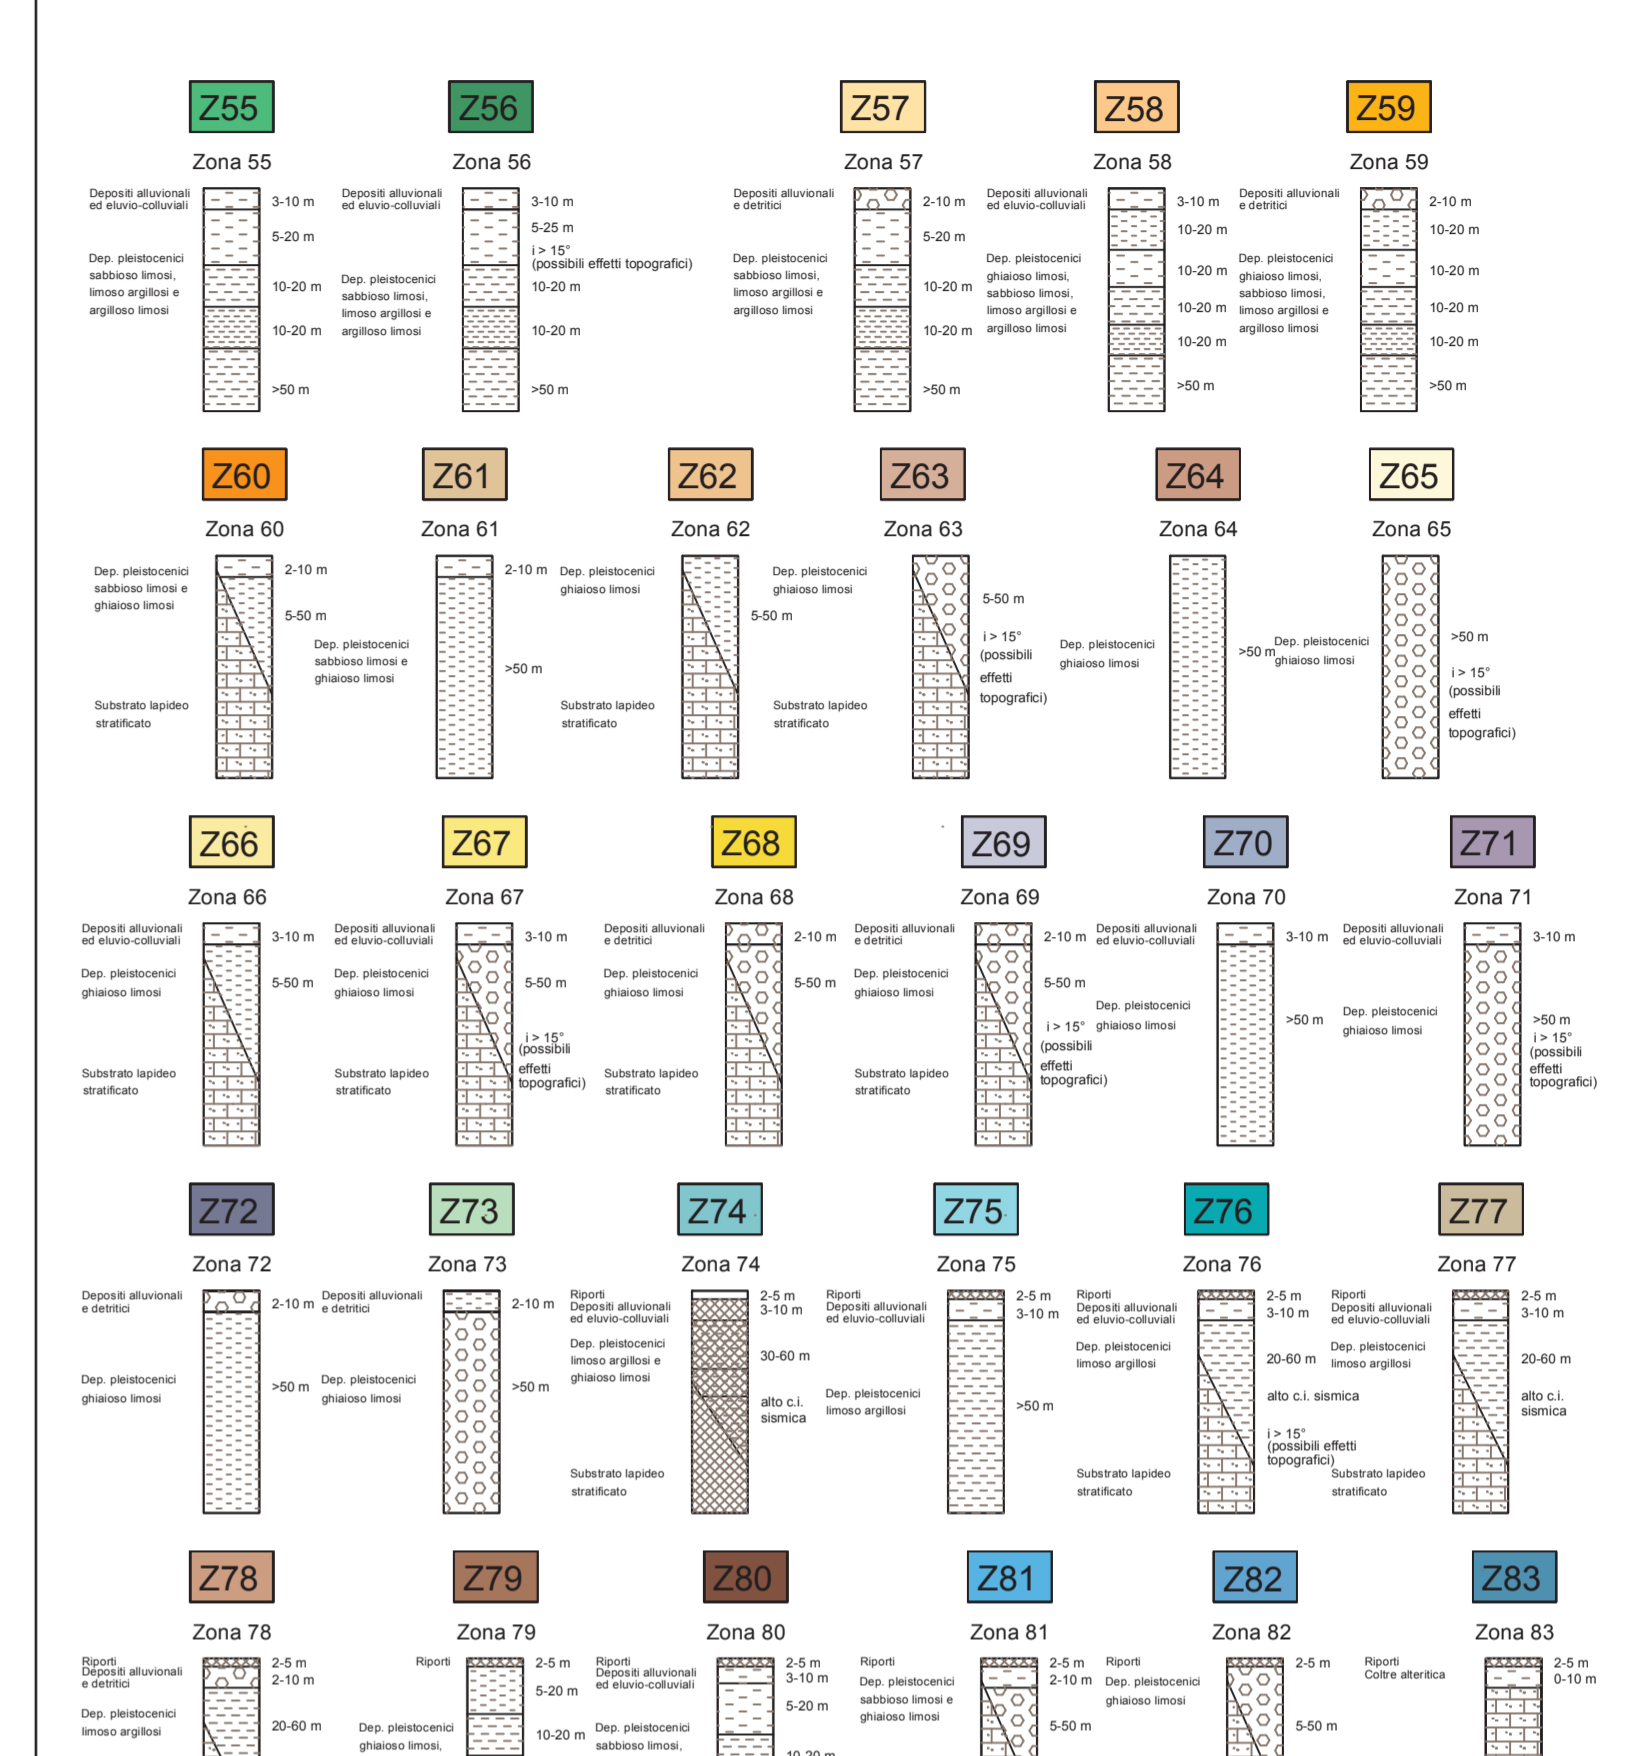 Z55
Zona 55
Depositi alluvionali
ed eluvio-colluviali
3-10 m
5-20 m
Dep. pleistocenici
sabbioso limosi,
limoso argillosi e
argilloso limosi
10-20 m
10-20 m
>50 m
Z56
Zona 56
Depositi alluvionali
ed eluvio-colluviali
3-10 m
5-25 m
i > 15°
(possibili effetti topografici)
Dep. pleistocenici
sabbioso limosi,
limoso argillosi e
argilloso limosi
10-20 m
10-20 m
>50 m
Z57
Zona 57
Depositi alluvionali
e detritici
2-10 m
5-20 m
Dep. pleistocenici
sabbioso limosi,
limoso argillosi e
argilloso limosi
10-20 m
10-20 m
>50 m
Z58
Zona 58
Depositi alluvionali
ed eluvio-colluviali
3-10 m
10-20 m
Dep. pleistocenici
ghiaioso limosi,
sabbioso limosi,
limoso argillosi e
argilloso limosi
10-20 m
10-20 m
10-20 m
>50 m
Z59
Zona 59
Depositi alluvionali
e detritici
2-10 m
10-20 m
Dep. pleistocenici
ghiaioso limosi,
sabbioso limosi,
limoso argillosi e
argilloso limosi
10-20 m
10-20 m
10-20 m
>50 m
Z60
Zona 60
Dep. pleistocenici
sabbioso limosi e
ghiaioso limosi
2-10 m
5-50 m
Substrato lapideo
stratificato
Z61
Zona 61
2-10 m
Dep. pleistocenici
sabbioso limosi e
ghiaioso limosi
>50 m
Z62
Zona 62
Dep. pleistocenici
ghiaioso limosi
5-50 m
Substrato lapideo
stratificato
Z63
Zona 63
Dep. pleistocenici
ghiaioso limosi
5-50 m
i > 15°
(possibili
effetti
topografici)
Substrato lapideo
stratificato
Z64
Zona 64
Dep. pleistocenici
ghiaioso limosi
>50 m
Z65
Zona 65
Dep. pleistocenici
ghiaioso limosi
>50 m
i > 15°
(possibili
effetti
topografici)
Z66
Zona 66
Depositi alluvionali
ed eluvio-colluviali
3-10 m
Dep. pleistocenici
ghiaioso limosi
5-50 m
Substrato lapideo
stratificato
Z67
Zona 67
Depositi alluvionali
ed eluvio-colluviali
3-10 m
Dep. pleistocenici
ghiaioso limosi
5-50 m
i > 15°
(possibili
effetti
topografici)
Substrato lapideo
stratificato
Z68
Zona 68
Depositi alluvionali
e detritici
2-10 m
Dep. pleistocenici
ghiaioso limosi
5-50 m
Substrato lapideo
stratificato
Z69
Zona 69
Depositi alluvionali
e detritici
2-10 m
Dep. pleistocenici
ghiaioso limosi
5-50 m
i > 15°
(possibili
effetti
topografici)
Substrato lapideo
stratificato
Z70
Zona 70
Depositi alluvionali
ed eluvio-colluviali
3-10 m
Dep. pleistocenici
ghiaioso limosi
>50 m
Z71
Zona 71
Depositi alluvionali
ed eluvio-colluviali
3-10 m
Dep. pleistocenici
ghiaioso limosi
>50 m
i > 15°
(possibili
effetti
topografici)
Z72
Zona 72
Depositi alluvionali
e detritici
2-10 m
Dep. pleistocenici
ghiaioso limosi
>50 m
Z73
Zona 73
Depositi alluvionali
e detritici
2-10 m
Dep. pleistocenici
ghiaioso limosi
>50 m
Z74
Zona 74
Riporti
Depositi alluvionali
ed eluvio-colluviali
2-5 m
3-10 m
Dep. pleistocenici
limoso argillosi e
ghiaioso limosi
30-60 m
alto c.i.
sismica
Substrato lapideo
stratificato
Z75
Zona 75
Riporti
Depositi alluvionali
ed eluvio-colluviali
2-5 m
3-10 m
Dep. pleistocenici
limoso argillosi
>50 m
Z76
Zona 76
Riporti
Depositi alluvionali
ed eluvio-colluviali
2-5 m
3-10 m
Dep. pleistocenici
limoso argillosi
20-60 m
alto c.i. sismica
i > 15°
(possibili effetti
topografici)
Substrato lapideo
stratificato
Z77
Zona 77
Riporti
Depositi alluvionali
ed eluvio-colluviali
2-5 m
3-10 m
Dep. pleistocenici
limoso argillosi
20-60 m
alto c.i.
sismica
Substrato lapideo
stratificato
Z78
Zona 78
Riporti
Depositi alluvionali
e detritici
2-5 m
2-10 m
Dep. pleistocenici
limoso argillosi
20-60 m
Z79
Zona 79
Riporti
2-5 m
5-20 m
Dep. pleistocenici
ghiaioso limosi,
10-20 m
Z80
Zona 80
Riporti
Depositi alluvionali
ed eluvio-colluviali
2-5 m
3-10 m
5-20 m
Dep. pleistocenici
sabbioso limosi,
10-20 m
Z81
Zona 81
Riporti
2-5 m
2-10 m
Dep. pleistocenici
sabbioso limosi e
ghiaioso limosi
5-50 m
Z82
Zona 82
Riporti
2-5 m
Dep. pleistocenici
ghiaioso limosi
5-50 m
Z83
Zona 83
Riporti
Coltre alteritica
2-5 m
0-10 m